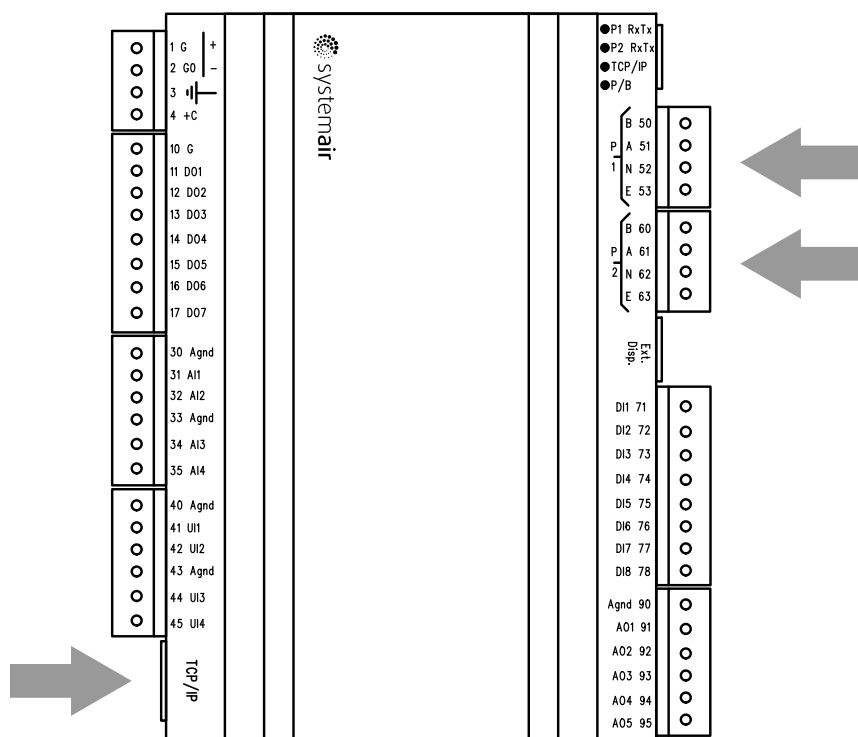 1 G +
2 G0 -
3
4 +C
10 G
11 DO1
12 DO2
13 DO3
14 DO4
15 DO5
16 DO6
17 DO7
30 Agnd
31 AI1
32 AI2
33 Agnd
34 AI3
35 AI4
40 Agnd
41 UI1
42 UI2
43 Agnd
44 UI3
45 UI4
TCP/IP
systemair
P1 RxTx
P2 RxTx
TCP/IP
P/B
P 1
B 50
A 51
N 52
E 53
P 2
B 60
A 61
N 62
E 63
Ext.
Disp.
DI1 71
DI2 72
DI3 73
DI4 74
DI5 75
DI6 76
DI7 77
DI8 78
Agnd 90
AO1 91
AO2 92
AO3 93
AO4 94
AO5 95